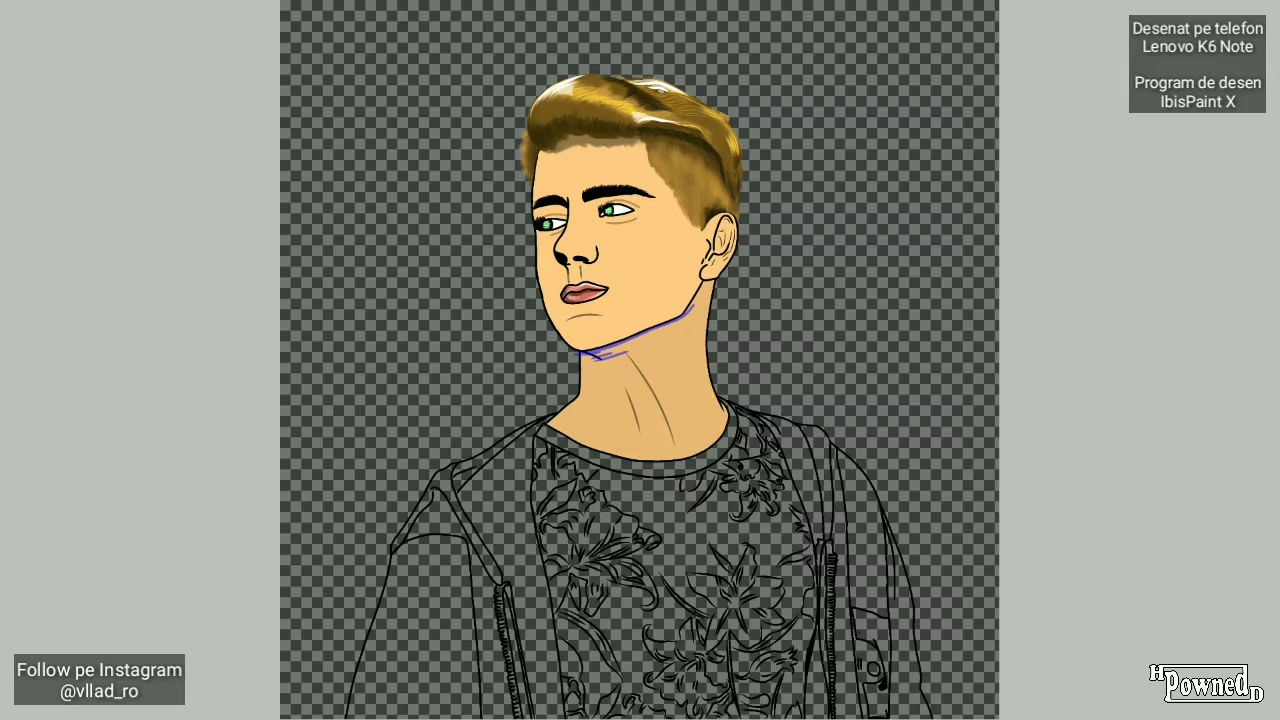 Desenat pe telefon
Lenovo K6 Note
Program de desen
IbisPaint X
Follow pe Instagram
@vllad_ro
HPownedD